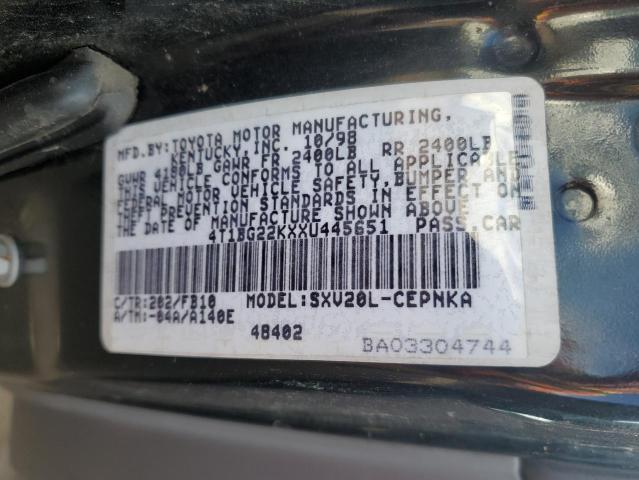 MFD.BY:TOYOTA MOTOR MANUFACTURING,
KENTUCKY, INC. 10/98
GVWR 4180LB GAWR FR 2400LB RR 2400LB
THIS VEHICLE CONFORMS TO ALL APPLICABLE
FEDERAL MOTOR VEHICLE SAFETY, BUMPER AND
THEFT PREVENTION STANDARDS IN EFFECT ON
THE DATE OF MANUFACTURE SHOWN ABOVE.
4T1BG22KXXU445651 PASS.CAR
C/TR:202/FB10 MODEL:SXV20L-CEPNKA
A/TM:-04A/A140E
48402
BA03304744